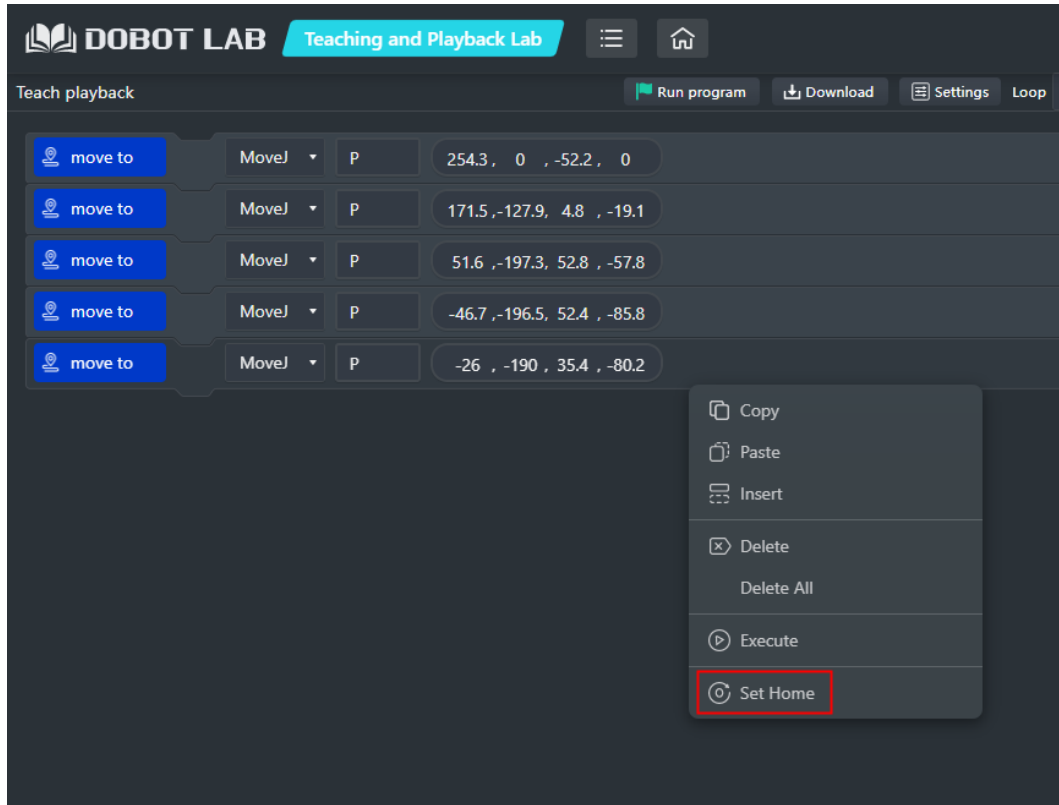 DOBOT LAB Teaching and Playback Lab
Teach playback Run program Download Settings Loop
move to MoveJ P 254.3 , 0 , -52.2 , 0
move to MoveJ P 171.5 ,-127.9, 4.8 , -19.1
move to MoveJ P 51.6 ,-197.3, 52.8 , -57.8
move to MoveJ P -46.7 ,-196.5, 52.4 , -85.8
move to MoveJ P -26 , -190 , 35.4 , -80.2
Copy
Paste
Insert
Delete
Delete All
Execute
Set Home